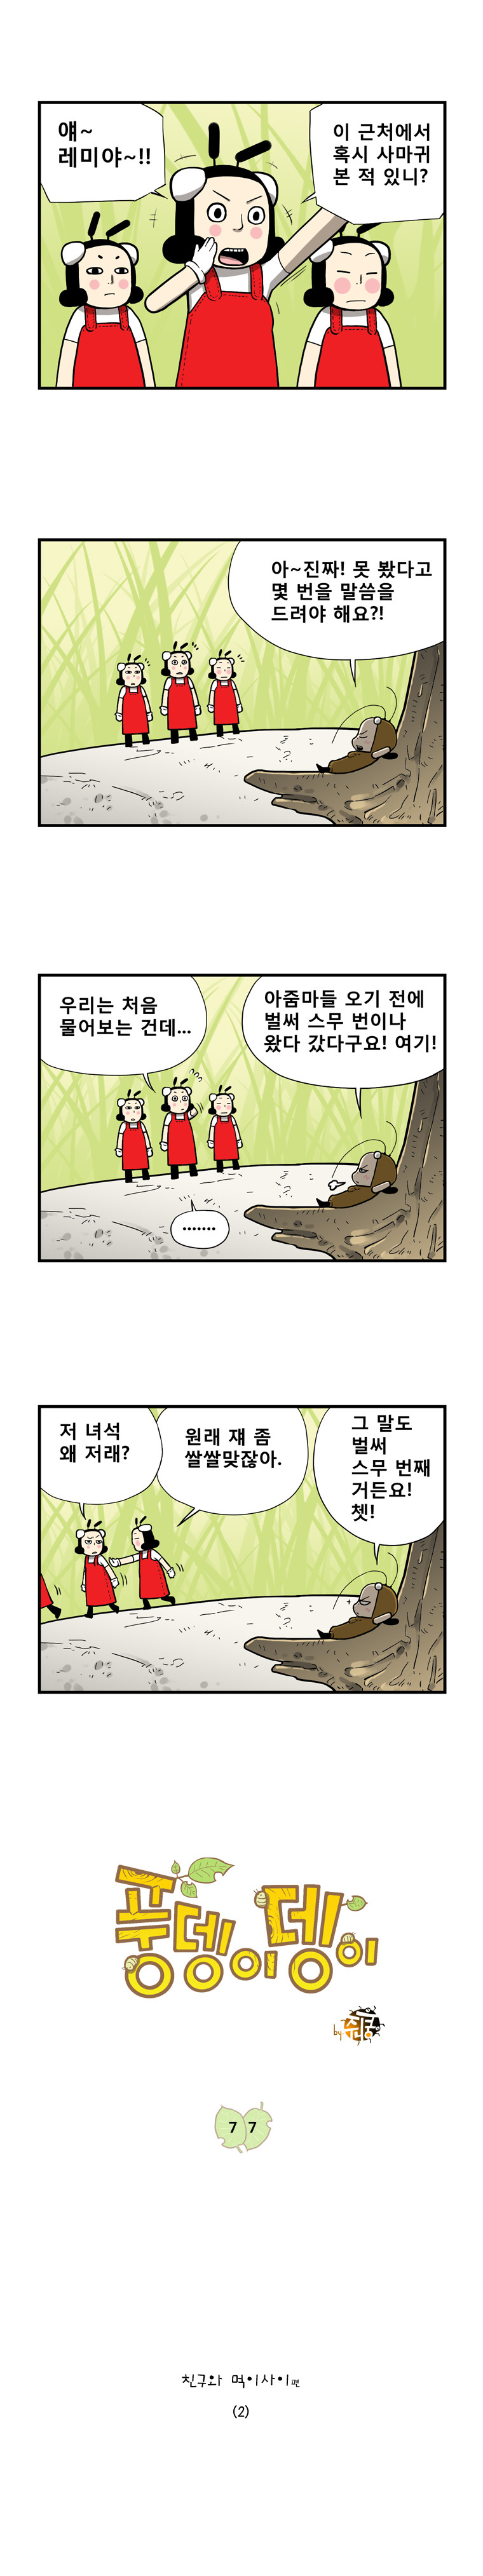 얘~
레미야~!!
이 근처에서
혹시 사마귀
본 적 있니?
아~진짜! 못 봤다고
몇 번을 말씀을
드려야 해요?!
우리는 처음
물어보는 건데...
아줌마들 오기 전에
벌써 스무 번이나
왔다 갔다구요! 여기!
.......
저 녀석
왜 저래?
원래 쟤 좀
쌀쌀맞잖아.
그 말도
벌써
스무 번째
거든요!
쳇!
풍뎅이뎅이
by
77
친구와 먹이사이편
(2)